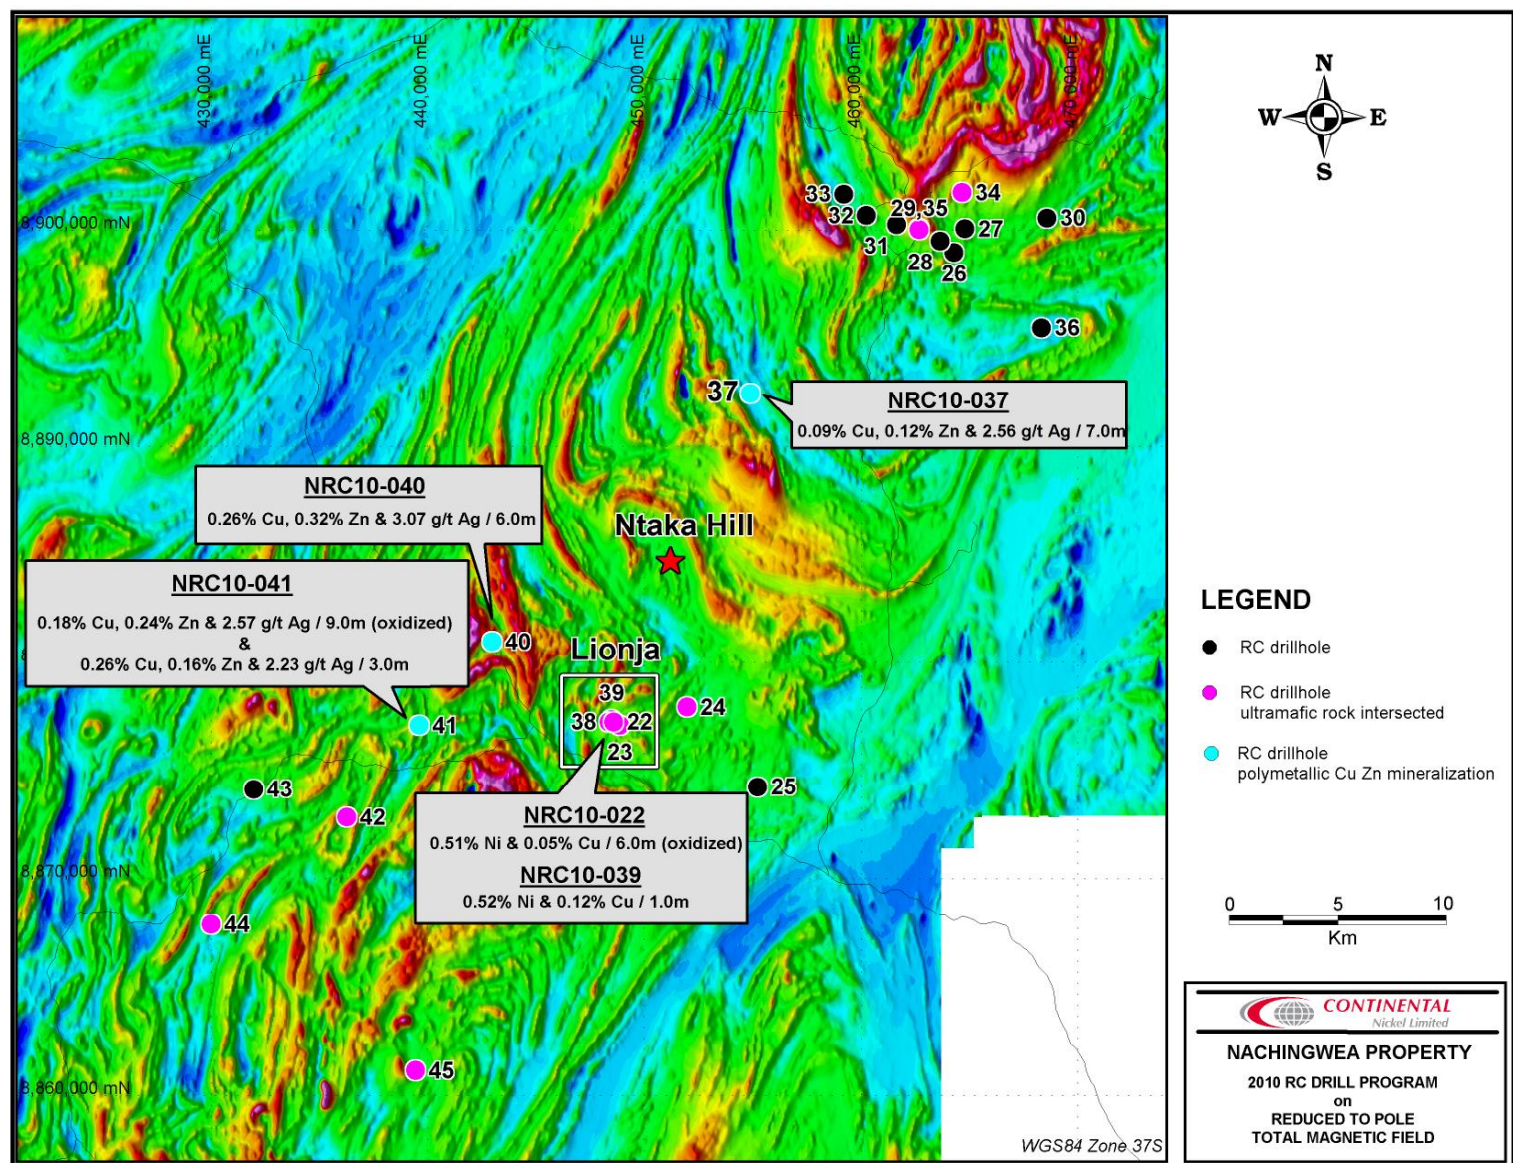 430,000 mE
440,000 mE
450,000 mE
460,000 mE
470,000 mE
N
W E
S
33
34
32
29,35
30
8,900,000 mN
27
31
28
26
36
37
NRC10-037
0.09% Cu, 0.12% Zn & 2.56 g/t Ag / 7.0m
8,890,000 mN
NRC10-040
0.26% Cu, 0.32% Zn & 3.07 g/t Ag / 6.0m
Ntaka Hill
NRC10-041
0.18% Cu, 0.24% Zn & 2.57 g/t Ag / 9.0m (oxidized)
&
0.26% Cu, 0.16% Zn & 2.23 g/t Ag / 3.0m
40
Lionja
39
24
41
38
22
23
43
25
42
NRC10-022
0.51% Ni & 0.05% Cu / 6.0m (oxidized)
NRC10-039
0.52% Ni & 0.12% Cu / 1.0m
8,870,000 mN
44
45
8,860,000 mN
WGS84 Zone 37S
LEGEND
RC drillhole
RC drillhole
ultramafic rock intersected
RC drillhole
polymetallic Cu Zn mineralization
0 5 10
Km
CONTINENTAL
Nickel Limited
NACHINGWEA PROPERTY
2010 RC DRILL PROGRAM
on
REDUCED TO POLE
TOTAL MAGNETIC FIELD